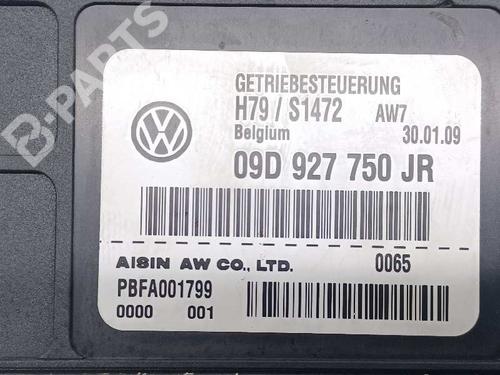 B-PARTS
GETRIEBESTEUERUNG
H79 / S1472 AW7
Belgium 30.01.09
09D 927 750 JR
AISIN AW CO., LTD. 0065
PBFA001799
0000 001